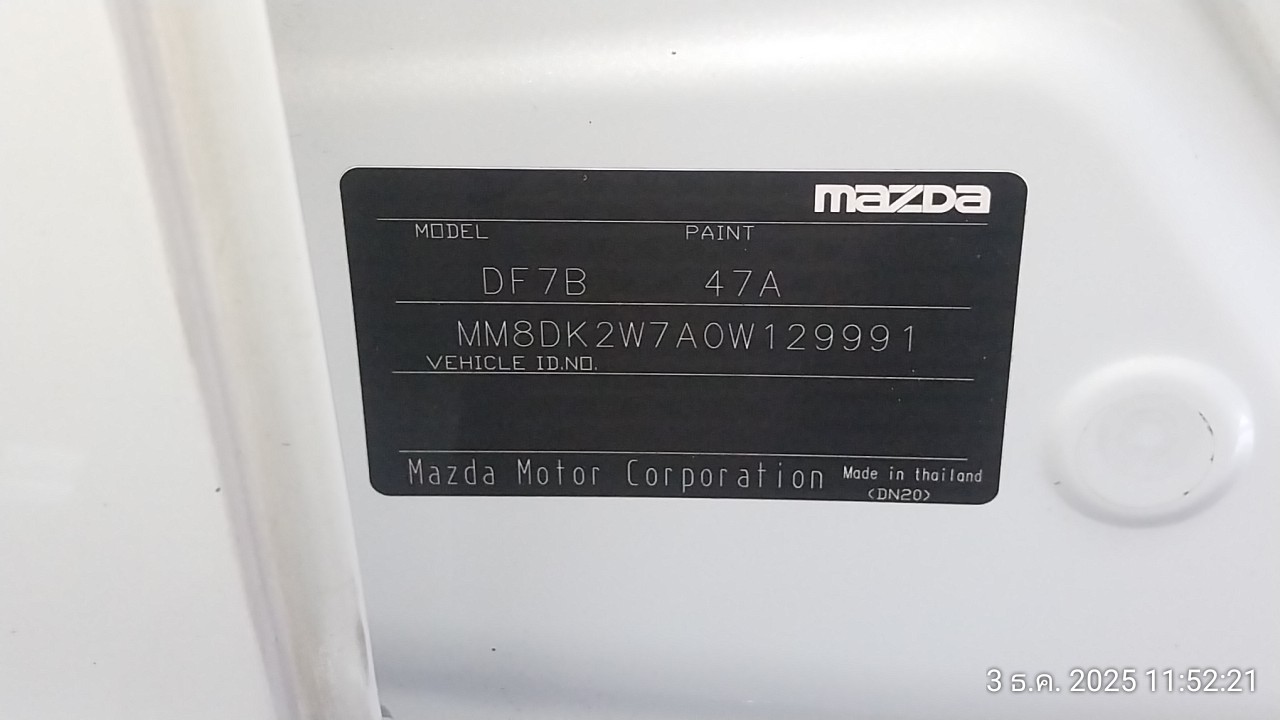 mazda
MODEL PAINT
DF7B 47A
MM8DK2W7A0W129991
VEHICLE ID.NO.
Mazda Motor Corporation Made in thailand
(DN20)
3 ธ.ค. 2025 11:52:21